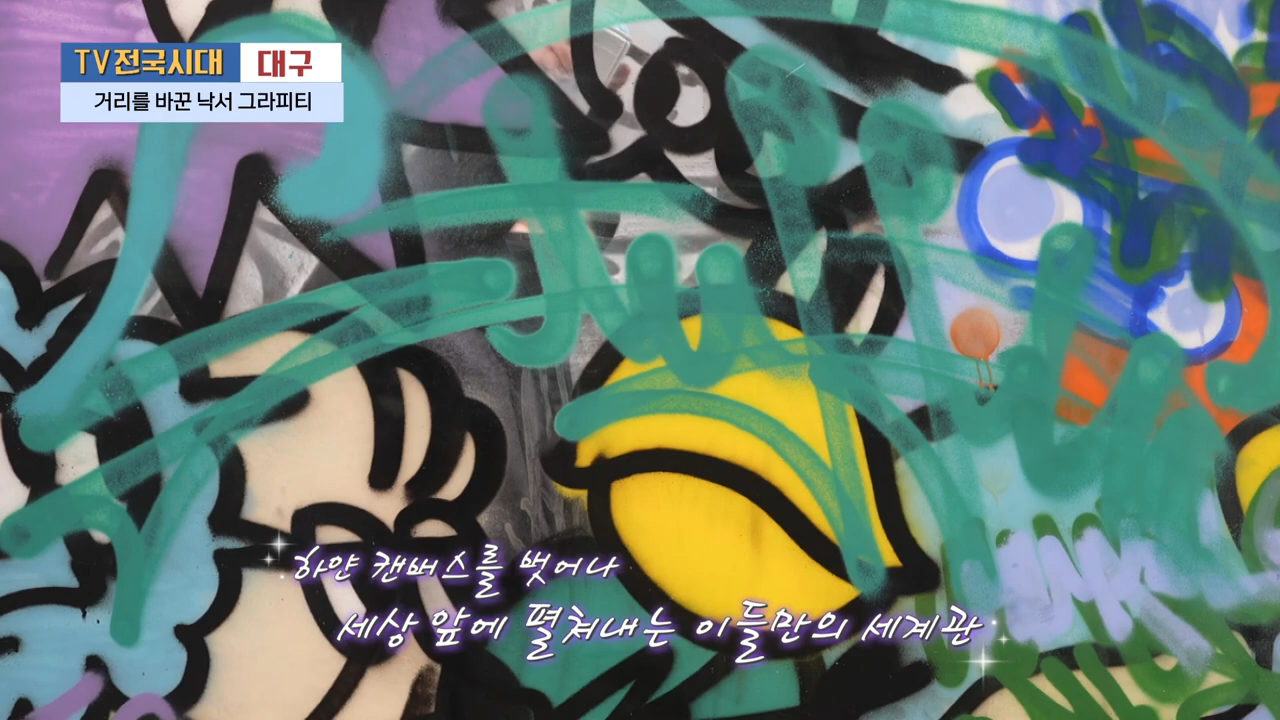 TV전국시대 대구
거리를 바꾼 낙서 그라피티
하얀 캔버스를 벗어나
세상 앞에 펼쳐내는 이들만의 세계관